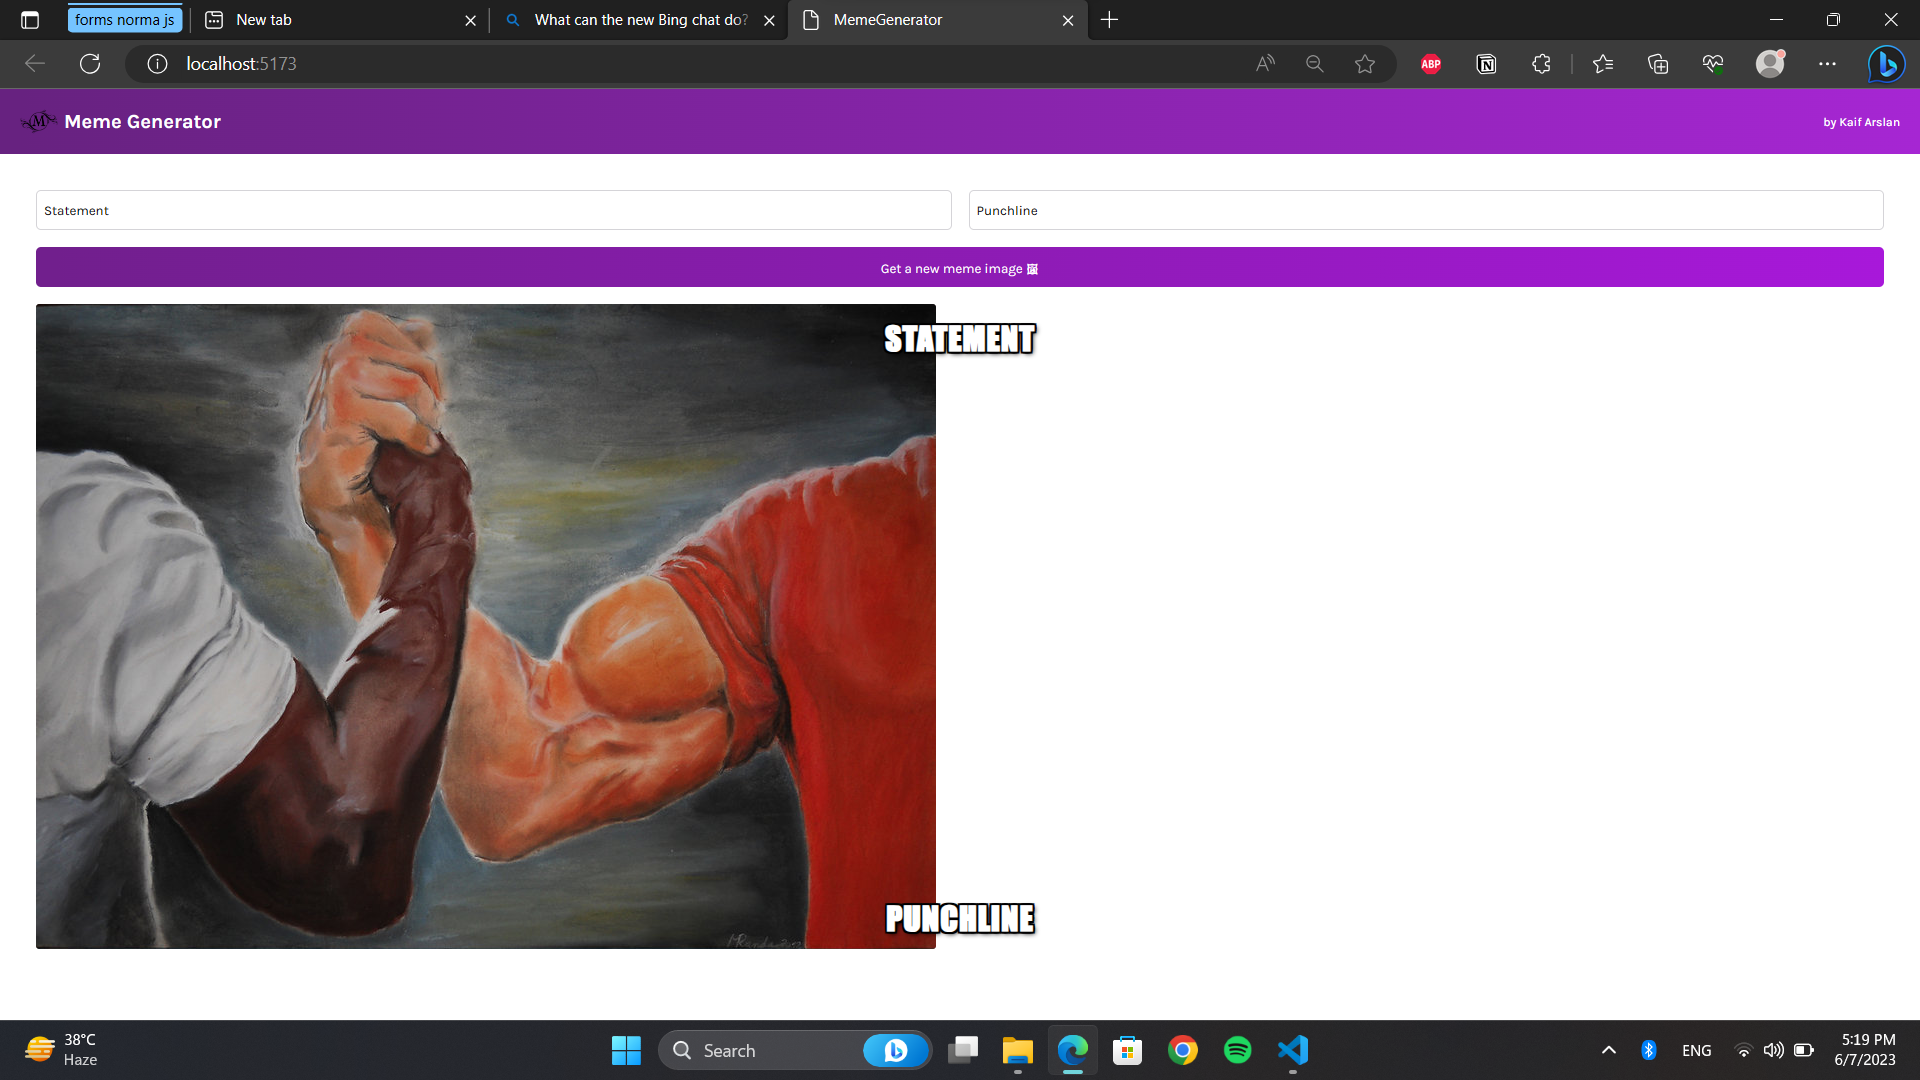 forms norma js
New tab
What can the new Bing chat do?
MemeGenerator
localhost:5173
ABP
N
M
Meme Generator
by Kaif Arslan
Statement
Punchline
Get a new meme image
STATEMENT
PUNCHLINE
38°C
Haze
Search
ENG
5:19 PM
6/7/2023